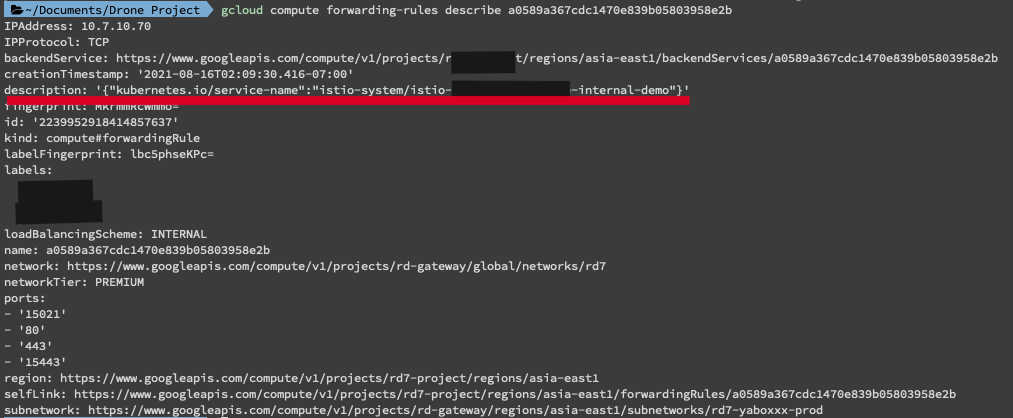 ~/Documents/Drone Project gcloud compute forwarding-rules describe a0589a367cdc1470e839b05803958e2b
IPAddress: 10.7.10.70
IPProtocol: TCP
backendService: https://www.googleapis.com/compute/v1/projects/r t/regions/asia-east1/backendServices/a0589a367cdc1470e839b05803958e2b
creationTimestamp: '2021-08-16T02:09:30.416-07:00'
description: '{"kubernetes.io/service-name":"istio-system/istio- -internal-demo"}'
fingerprint:
id: '2239952918414857637'
kind: compute#forwardingRule
labelFingerprint: lbc5phseKPc=
labels:
loadBalancingScheme: INTERNAL
name: a0589a367cdc1470e839b05803958e2b
network: https://www.googleapis.com/compute/v1/projects/rd-gateway/global/networks/rd7
networkTier: PREMIUM
ports:
- '15021'
- '80'
- '443'
- '15443'
region: https://www.googleapis.com/compute/v1/projects/rd7-project/regions/asia-east1
selfLink: https://www.googleapis.com/compute/v1/projects/rd7-project/regions/asia-east1/forwardingRules/a0589a367cdc1470e839b05803958e2b
subnetwork: https://www.googleapis.com/compute/v1/projects/rd-gateway/regions/asia-east1/subnetworks/rd7-yaboxxx-prod